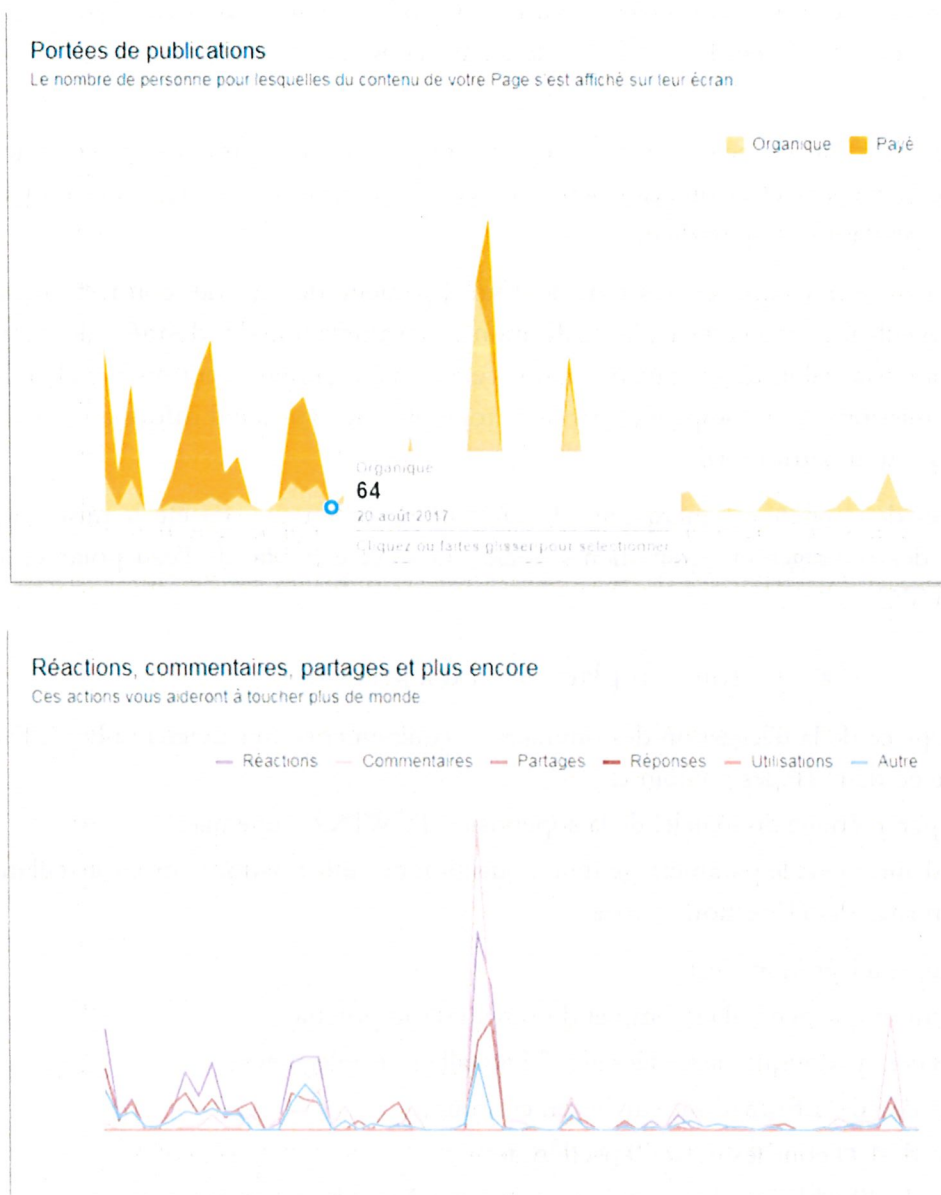 Portées de publications
Le nombre de personne pour lesquelles du contenu de votre Page s'est affiché sur leur écran
Organique Payé
Organique
64
20 août 2017
Cliquez ou faites glisser pour sélectionner
Réactions, commentaires, partages et plus encore
Ces actions vous aideront à toucher plus de monde
Réactions Commentaires Partages Réponses Utilisations Autre